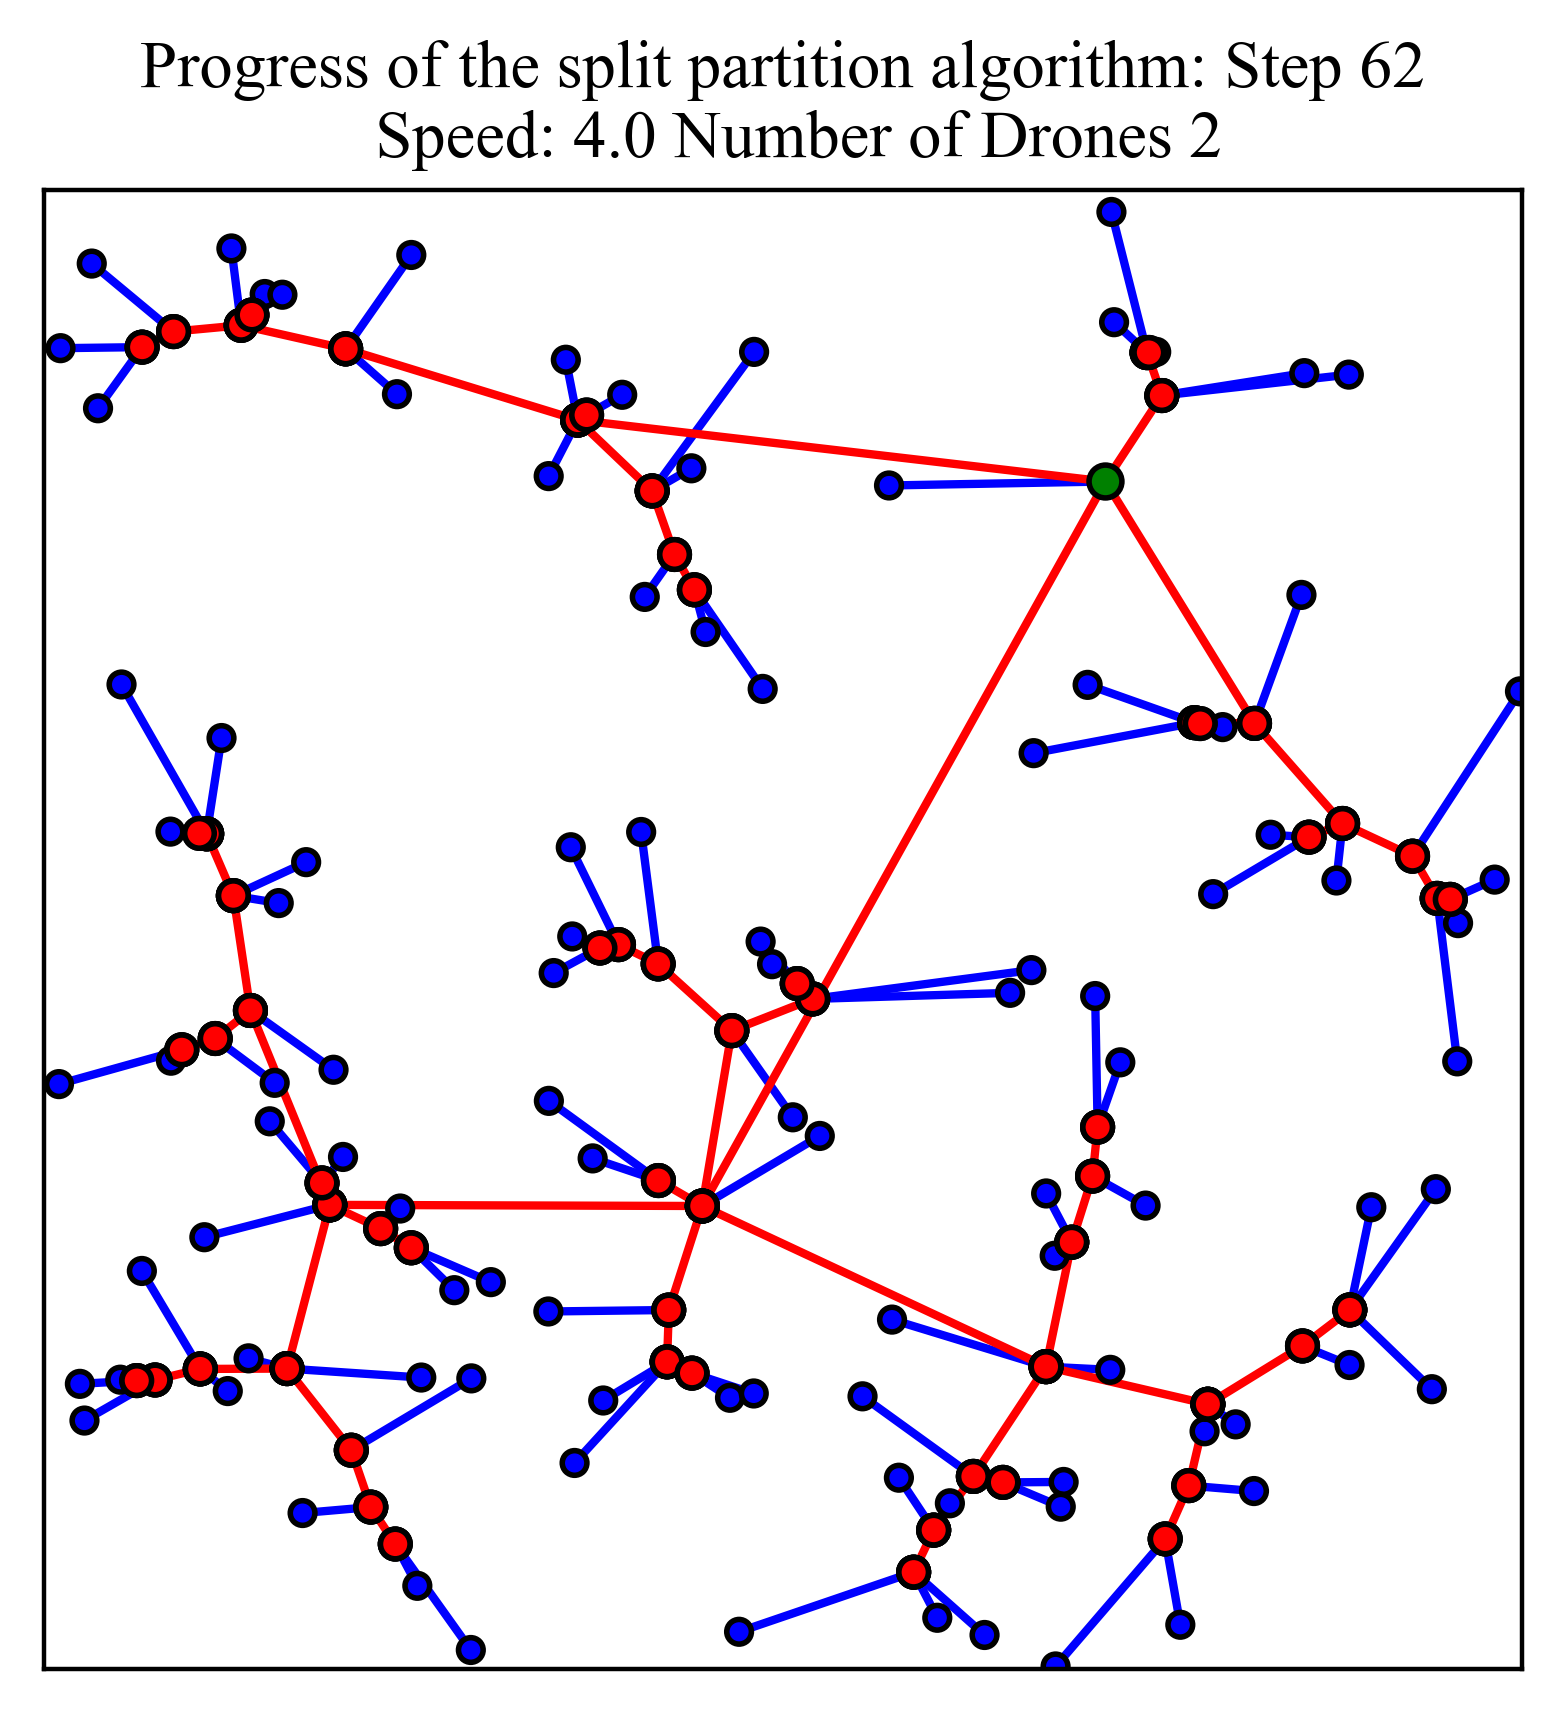 Progress of the split partition algorithm: Step 62
Speed: 4.0 Number of Drones 2